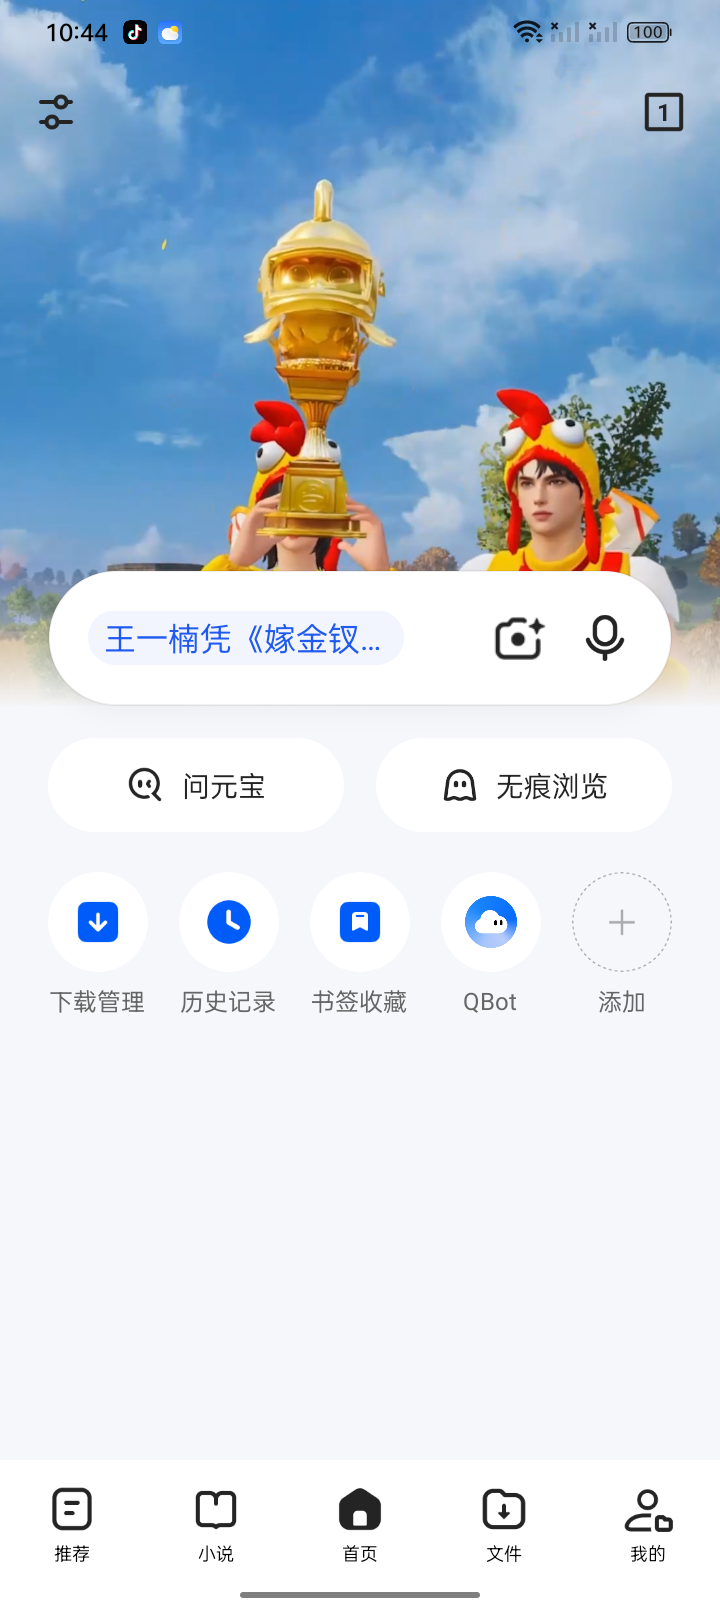 10:44
100
1
王一楠凭《嫁金钗...
问元宝
无痕浏览
下载管理
历史记录
书签收藏
QBot
添加
推荐
小说
首页
文件
我的